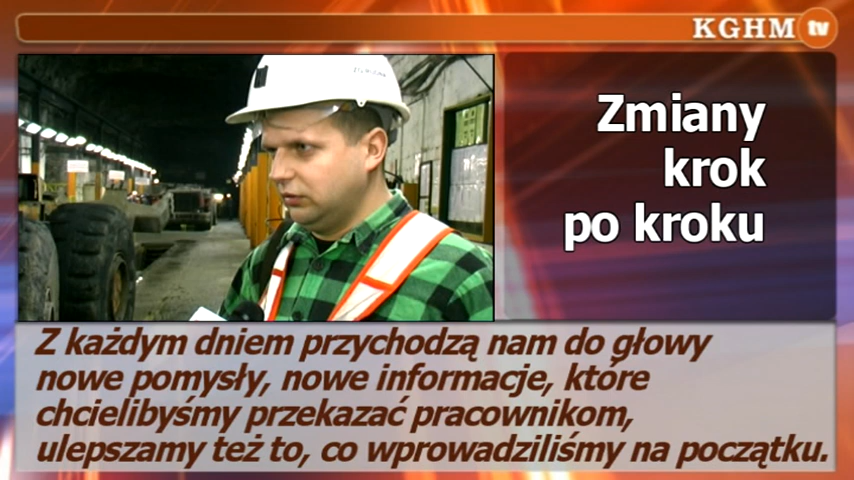 KGHM tv
Zmiany
krok
po kroku
Z każdym dniem przychodzą nam do głowy
nowe pomysły, nowe informacje, które
chcielibyśmy przekazać pracownikom,
ulepszamy też to, co wprowadziliśmy na początku.